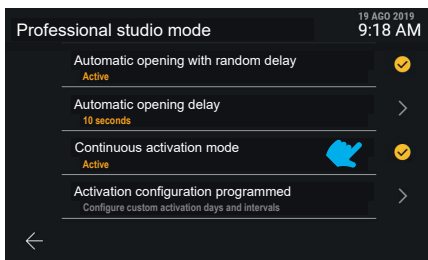 19 AGO 2019
Professional studio mode 9:18 AM
Automatic opening with random delay
Active
Automatic opening delay
10 seconds
Continuous activation mode
Active
Activation configuration programmed
Configure custom activation days and intervals